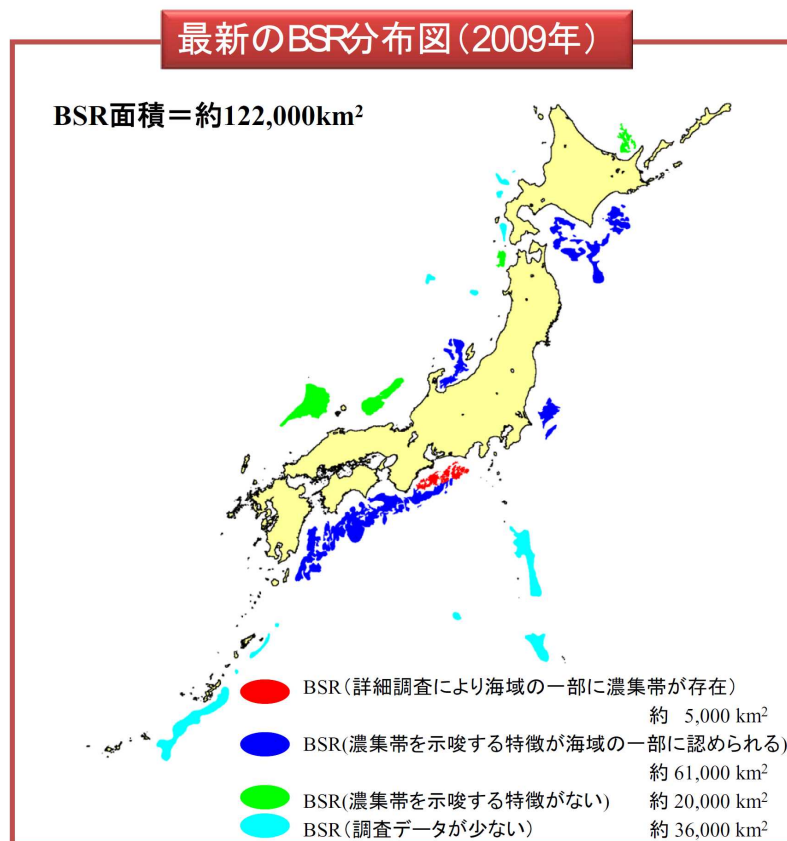 最新のBSR分布図（2009年）
BSR面積＝約122,000km²
BSR（詳細調査により海域の一部に濃集帯が存在）
約 5,000 km²
BSR(濃集帯を示唆する特徴が海域の一部に認められる)
約 61,000 km²
BSR(濃集帯を示唆する特徴がない) 約 20,000 km²
BSR（調査データが少ない） 約 36,000 km²